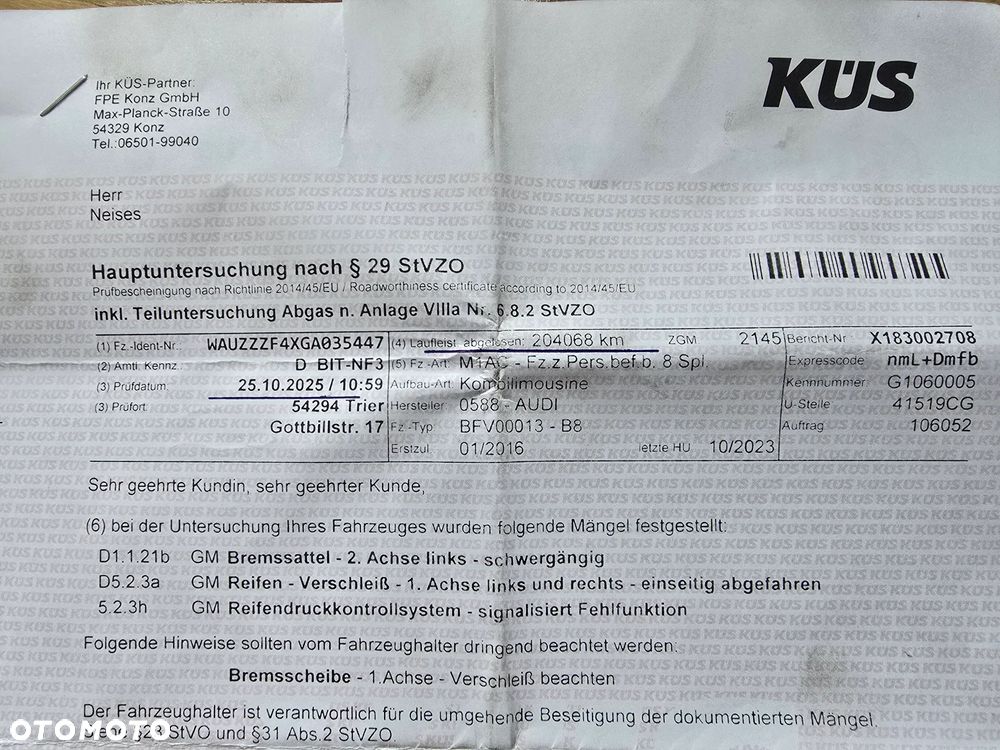 Ihr KÜS-Partner:
FPE Konz GmbH
Max-Planck-Straße 10
54329 Konz
Tel.:06501-99040
KÜS
Herr
Neises
Hauptuntersuchung nach § 29 StVZO
Prüfbescheinigung nach Richtlinie 2014/45/EU / Roadworthiness certificate according to 2014/45/EU
inkl. Teiluntersuchung Abgas n. Anlage VIIIa Nr. 6.8.2 StVZO
(1) Fz.-Ident-Nr.: WAUZZZF4XGA035447 (4) Laufleist abgelesen: 204068 km ZGM 2145 Bericht-Nr X183002708
(2) Amtl. Kennz.: D BIT-NF3 (5) Fz.-Art: M1AC - Fz.z.Pers.bef.b. 8 Spl. Expresscode nmL+Dmfb
(3) Prüfdatum: 25.10.2025 / 10:59 Aufbau-Art: Kombilimousine Kennnummer G1060005
(3) Prüfort: 54294 Trier Hersteller: 0588 - AUDI U-Stelle 41519CG
Gottbillstr. 17 Fz.-Typ: BFV00013 - B8 Auftrag 106052
Erstzul. 01/2016 letzte HU 10/2023
Sehr geehrte Kundin, sehr geehrter Kunde,
(6) bei der Untersuchung Ihres Fahrzeuges wurden folgende Mängel festgestellt:
D1.1.21b GM Bremssattel - 2. Achse links - schwergängig
D5.2.3a GM Reifen - Verschleiß - 1. Achse links und rechts - einseitig abgefahren
5.2.3h GM Reifendruckkontrollsystem - signalisiert Fehlfunktion
Folgende Hinweise sollten vom Fahrzeughalter dringend beachtet werden:
Bremsscheibe - 1.Achse - Verschleiß beachten
Der Fahrzeughalter ist verantwortlich für die umgehende Beseitigung der dokumentierten Mängel,
§23 StVO und §31 Abs.2 StVZO.
OTOMOTO